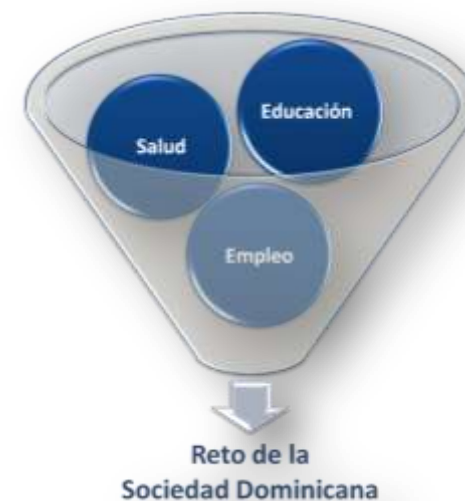 Educación
Salud
Empleo
Reto de la
Sociedad Dominicana